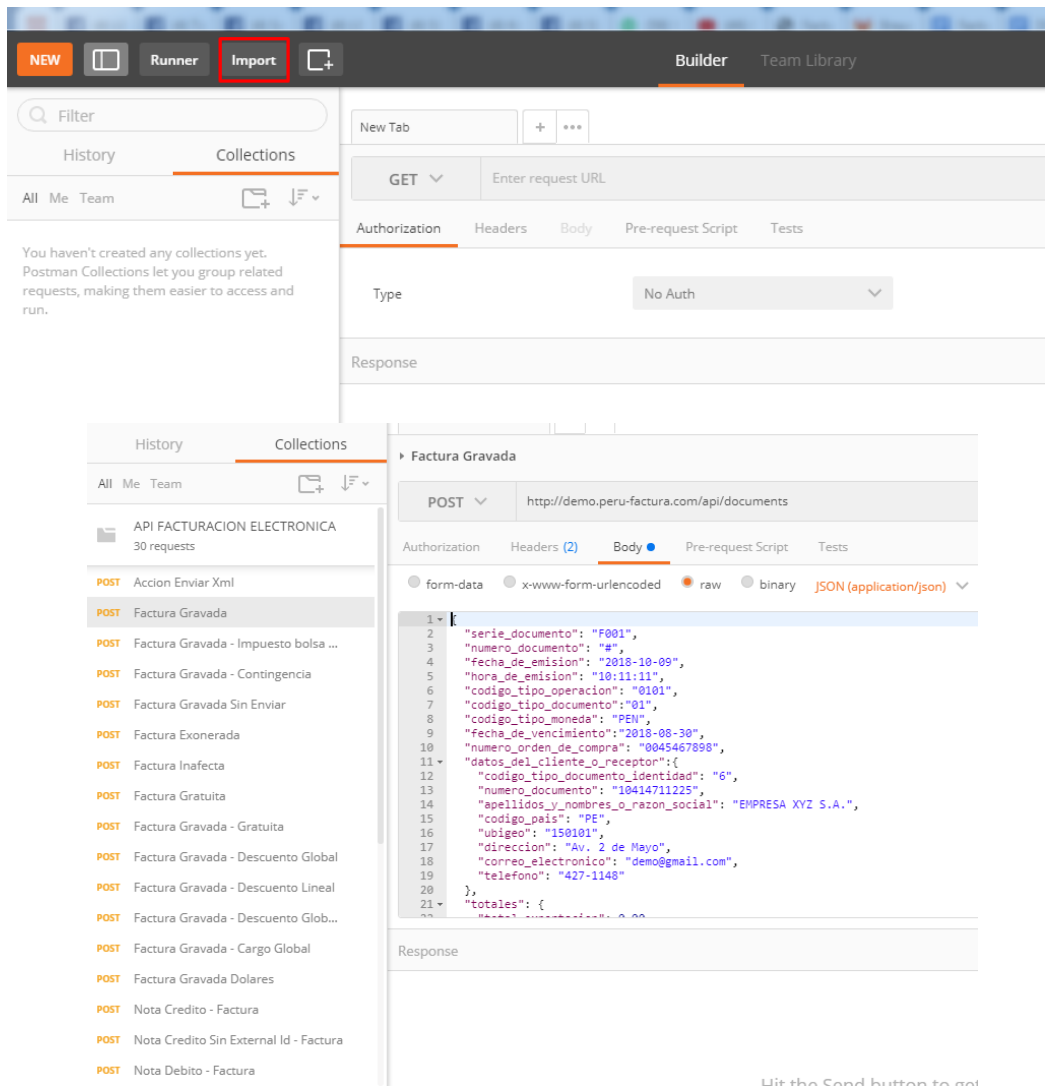 NEW
Runner
Import
Builder
Team Library
Filter
History
Collections
All Me Team
You haven't created any collections yet.
Postman Collections let you group related
requests, making them easier to access and
run.
New Tab
GET
Enter request URL
Authorization
Headers
Body
Pre-request Script
Tests
Type
No Auth
Response
History
Collections
All Me Team
API FACTURACION ELECTRONICA
30 requests
POST Accion Enviar Xml
POST Factura Gravada
POST Factura Gravada - Impuesto bolsa ...
POST Factura Gravada - Contingencia
POST Factura Gravada Sin Enviar
POST Factura Exonerada
POST Factura Inafecta
POST Factura Gratuita
POST Factura Gravada - Gratuita
POST Factura Gravada - Descuento Global
POST Factura Gravada - Descuento Lineal
POST Factura Gravada - Descuento Glob...
POST Factura Gravada - Cargo Global
POST Factura Gravada Dolares
POST Nota Credito - Factura
POST Nota Credito Sin External Id - Factura
POST Nota Debito - Factura
Factura Gravada
POST
http://demo.peru-factura.com/api/documents
Authorization
Headers (2)
Body
Pre-request Script
Tests
form-data
x-www-form-urlencoded
raw
binary
JSON (application/json)
1 {
2 "serie_documento": "F001",
3 "numero_documento": "#",
4 "fecha_de_emision": "2018-10-09",
5 "hora_de_emision": "10:11:11",
6 "codigo_tipo_operacion": "0101",
7 "codigo_tipo_documento":"01",
8 "codigo_tipo_moneda": "PEN",
9 "fecha_de_vencimiento":"2018-08-30",
10 "numero_orden_de_compra": "0045467898",
11 "datos_del_cliente_o_receptor":{
12 "codigo_tipo_documento_identidad": "6",
13 "numero_documento": "10414711225",
14 "apellidos_y_nombres_o_razon_social": "EMPRESA XYZ S.A.",
15 "codigo_pais": "PE",
16 "ubigeo": "150101",
17 "direccion": "Av. 2 de Mayo",
18 "correo_electronico": "demo@gmail.com",
19 "telefono": "427-1148"
20 },
21 "totales": {
Response
Hit the Send button to get